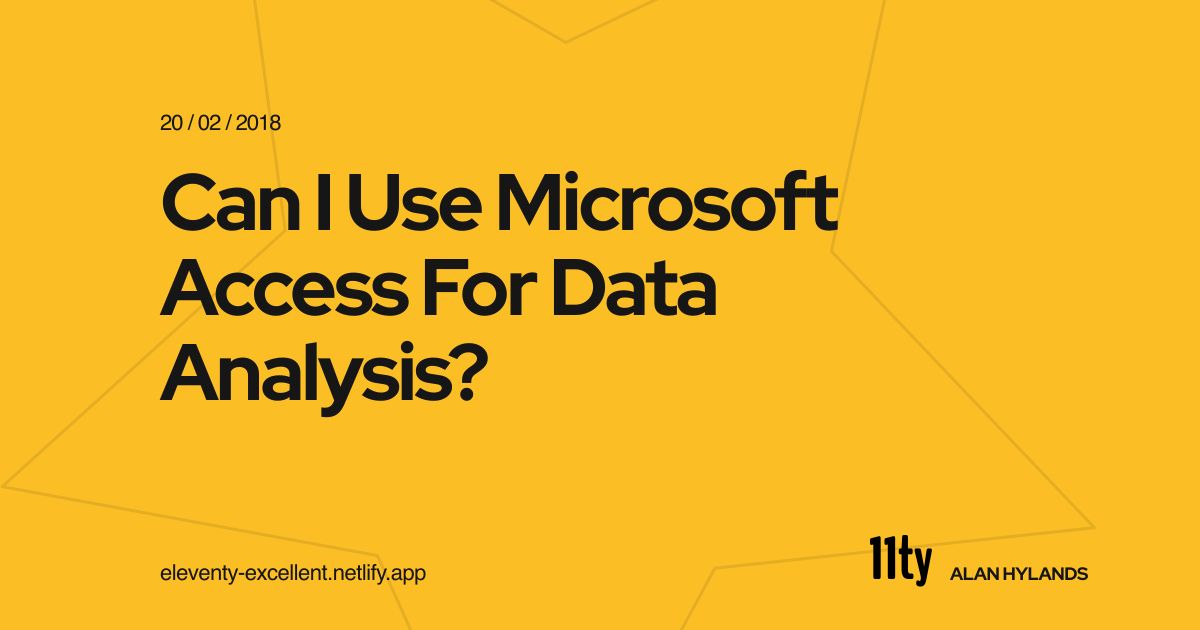 20 / 02 / 2018
Can I Use Microsoft
Access For Data
Analysis?
eleventy-excellent.netlify.app
11ty
ALAN HYLANDS